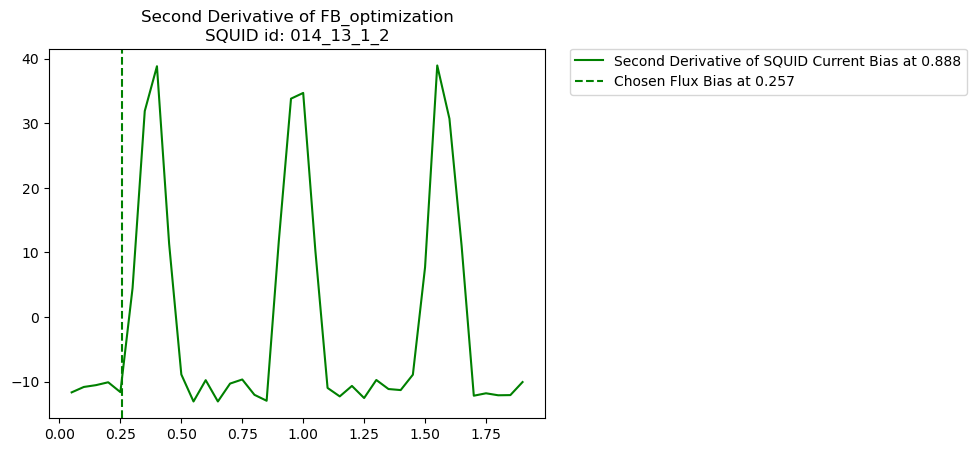 Second Derivative of FB_optimization
SQUID id: 014_13_1_2
Second Derivative of SQUID Current Bias at 0.888
Chosen Flux Bias at 0.257
40
30
20
10
0
−10
0.00 0.25 0.50 0.75 1.00 1.25 1.50 1.75